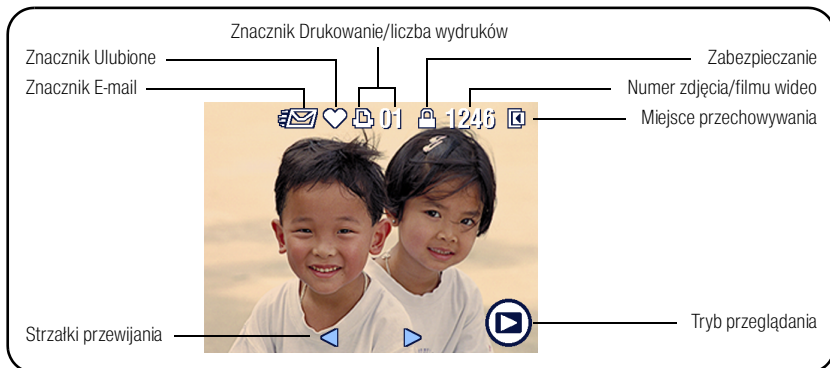 Znacznik Drukowanie/liczba wydruków
Znacznik Ulubione
Zabezpieczanie
Znacznik E-mail
Numer zdjęcia/filmu wideo
01 1246
Miejsce przechowywania
Strzałki przewijania
Tryb przeglądania